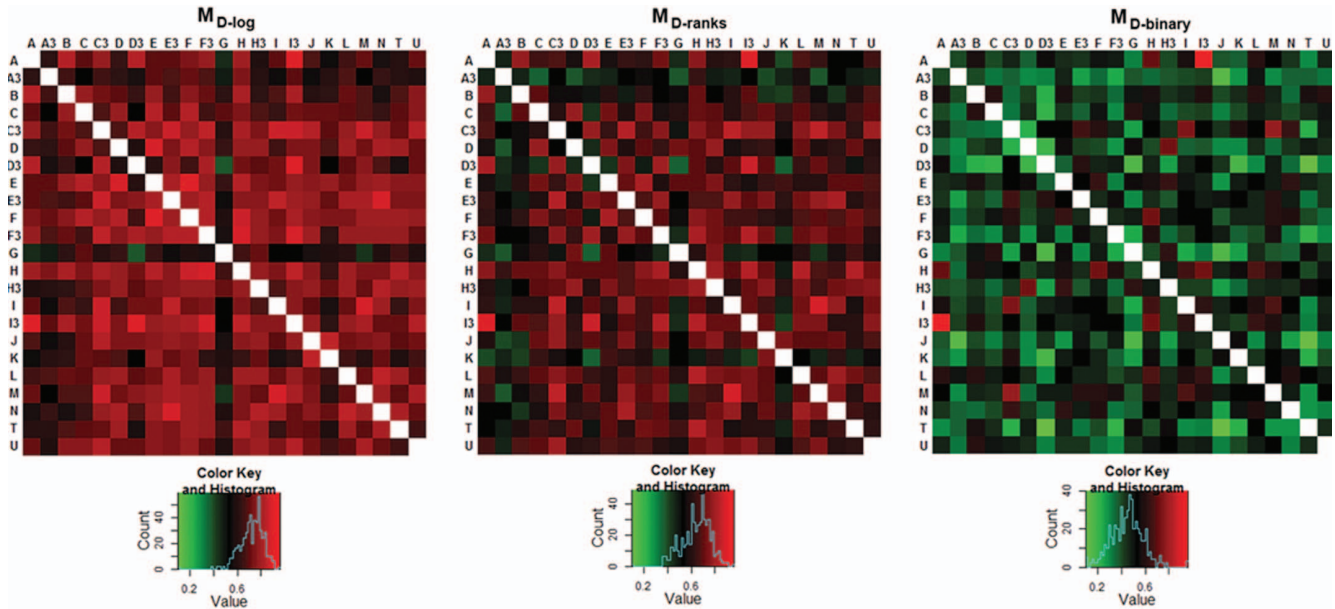 M D-log
A A3 B C C3 D D3 E E3 F F3 G H H3 I I3 J K L M N T U
A
A3
B
C
C3
D
D3
E
E3
F
F3
G
H
H3
I
I3
J
K
L
M
N
T
U
Color Key
and Histogram
Count
0 20 40
0.2 0.6
Value
M D-ranks
A A3 B C C3 D D3 E E3 F F3 G H H3 I I3 J K L M N T U
A
A3
B
C
C3
D
D3
E
E3
F
F3
G
H
H3
I
I3
J
K
L
M
N
T
U
Color Key
and Histogram
Count
0 20 40
0.2 0.6
Value
M D-binary
A A3 B C C3 D D3 E E3 F F3 G H H3 I I3 J K L M N T U
A
A3
B
C
C3
D
D3
E
E3
F
F3
G
H
H3
I
I3
J
K
L
M
N
T
U
Color Key
and Histogram
Count
0 20 40
0.2 0.6
Value